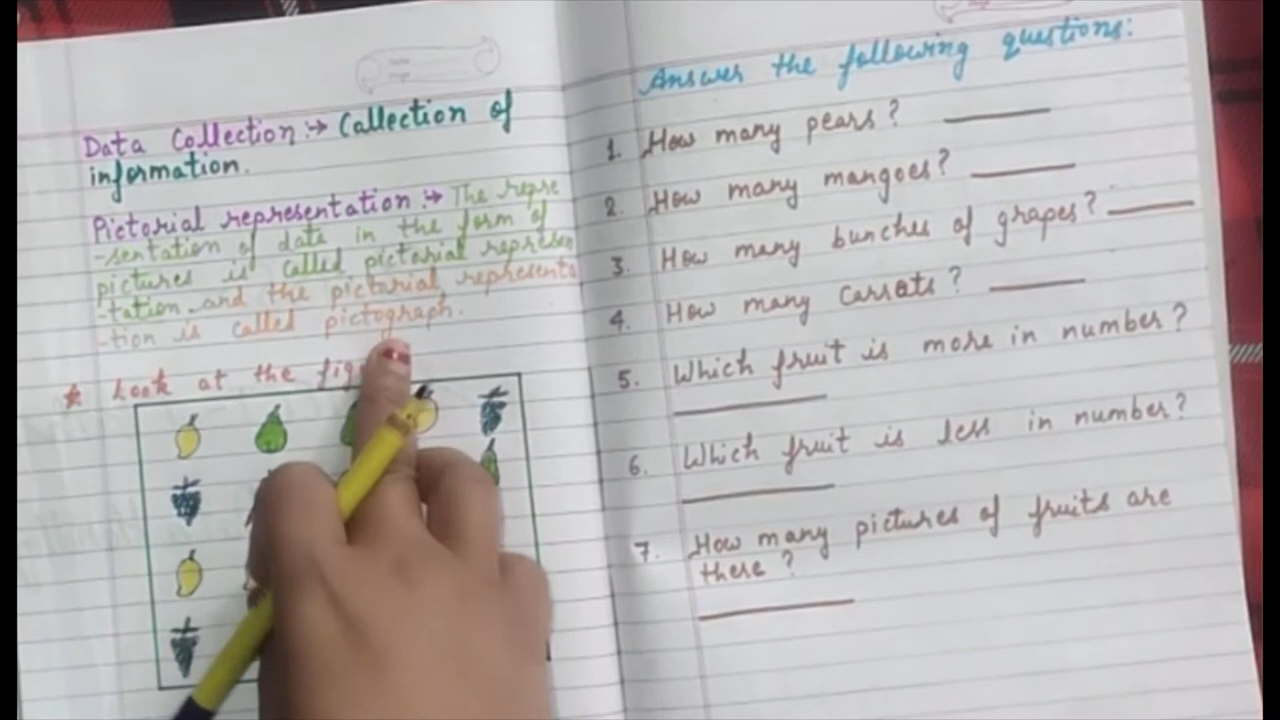 Data Collection :→ Collection of
information.
Pictorial representation :→ The repre
-sentation of data in the form of
pictures is called pictorial represen
-tation and the pictorial representa
-tion is called pictograph.
* Look at the
Answer the following questions:
1. How many pears?
2. How many mangoes?
3. How many bunches of grapes?
4. How many carrots?
5. Which fruit is more in number?
6. Which fruit is less in number?
7. How many pictures of fruits are
there?